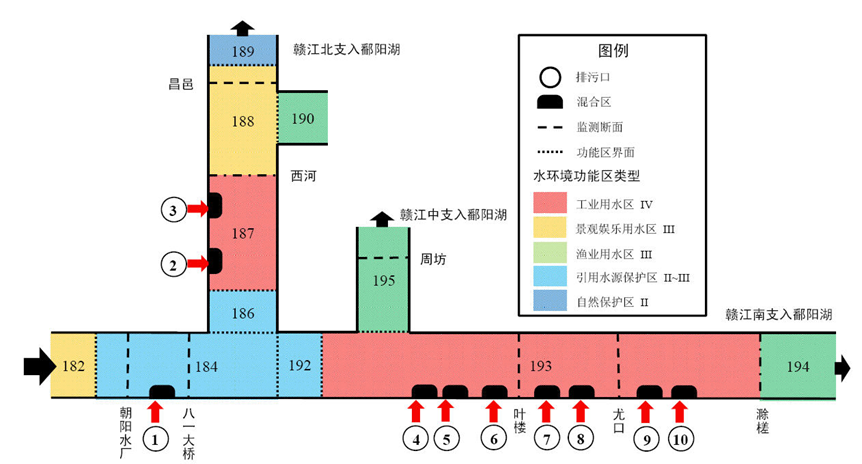 189
赣江北支入鄱阳湖
昌邑
188
190
西河
③
187
②
赣江中支入鄱阳湖
周坊
195
186
图例
排污口
混合区
监测断面
功能区界面
水环境功能区类型
工业用水区 IV
景观娱乐用水区 III
渔业用水区 III
引用水源保护区 II~III
自然保护区 II
赣江南支入鄱阳湖
182
184
192
193
194
朝阳水厂
①
八一大桥
④
⑤
⑥
叶楼
⑦
⑧
尤口
⑨
⑩
滁槎